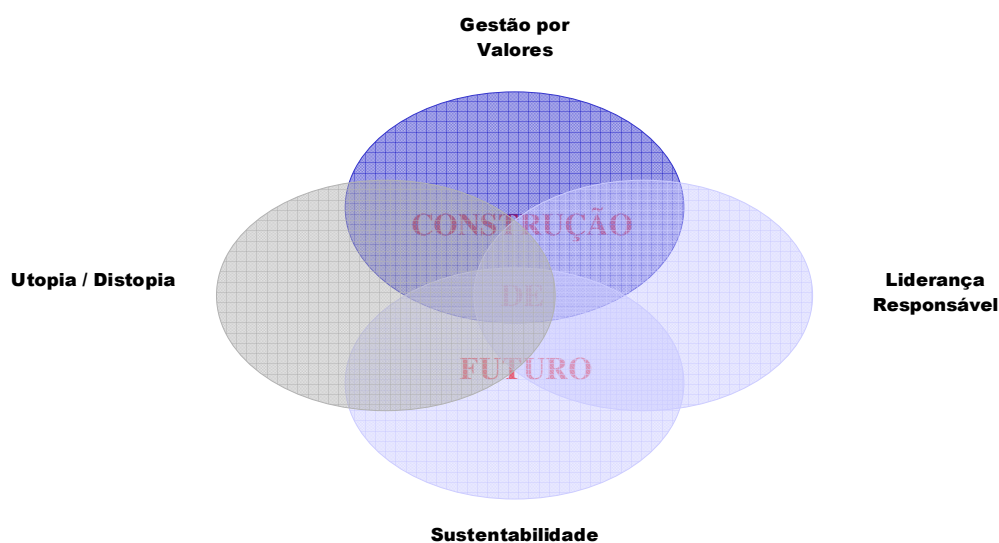 Gestão por
Valores
CONSTRUÇÃO
Utopia / Distopia
DE
Liderança
Responsável
FUTURO
Sustentabilidade